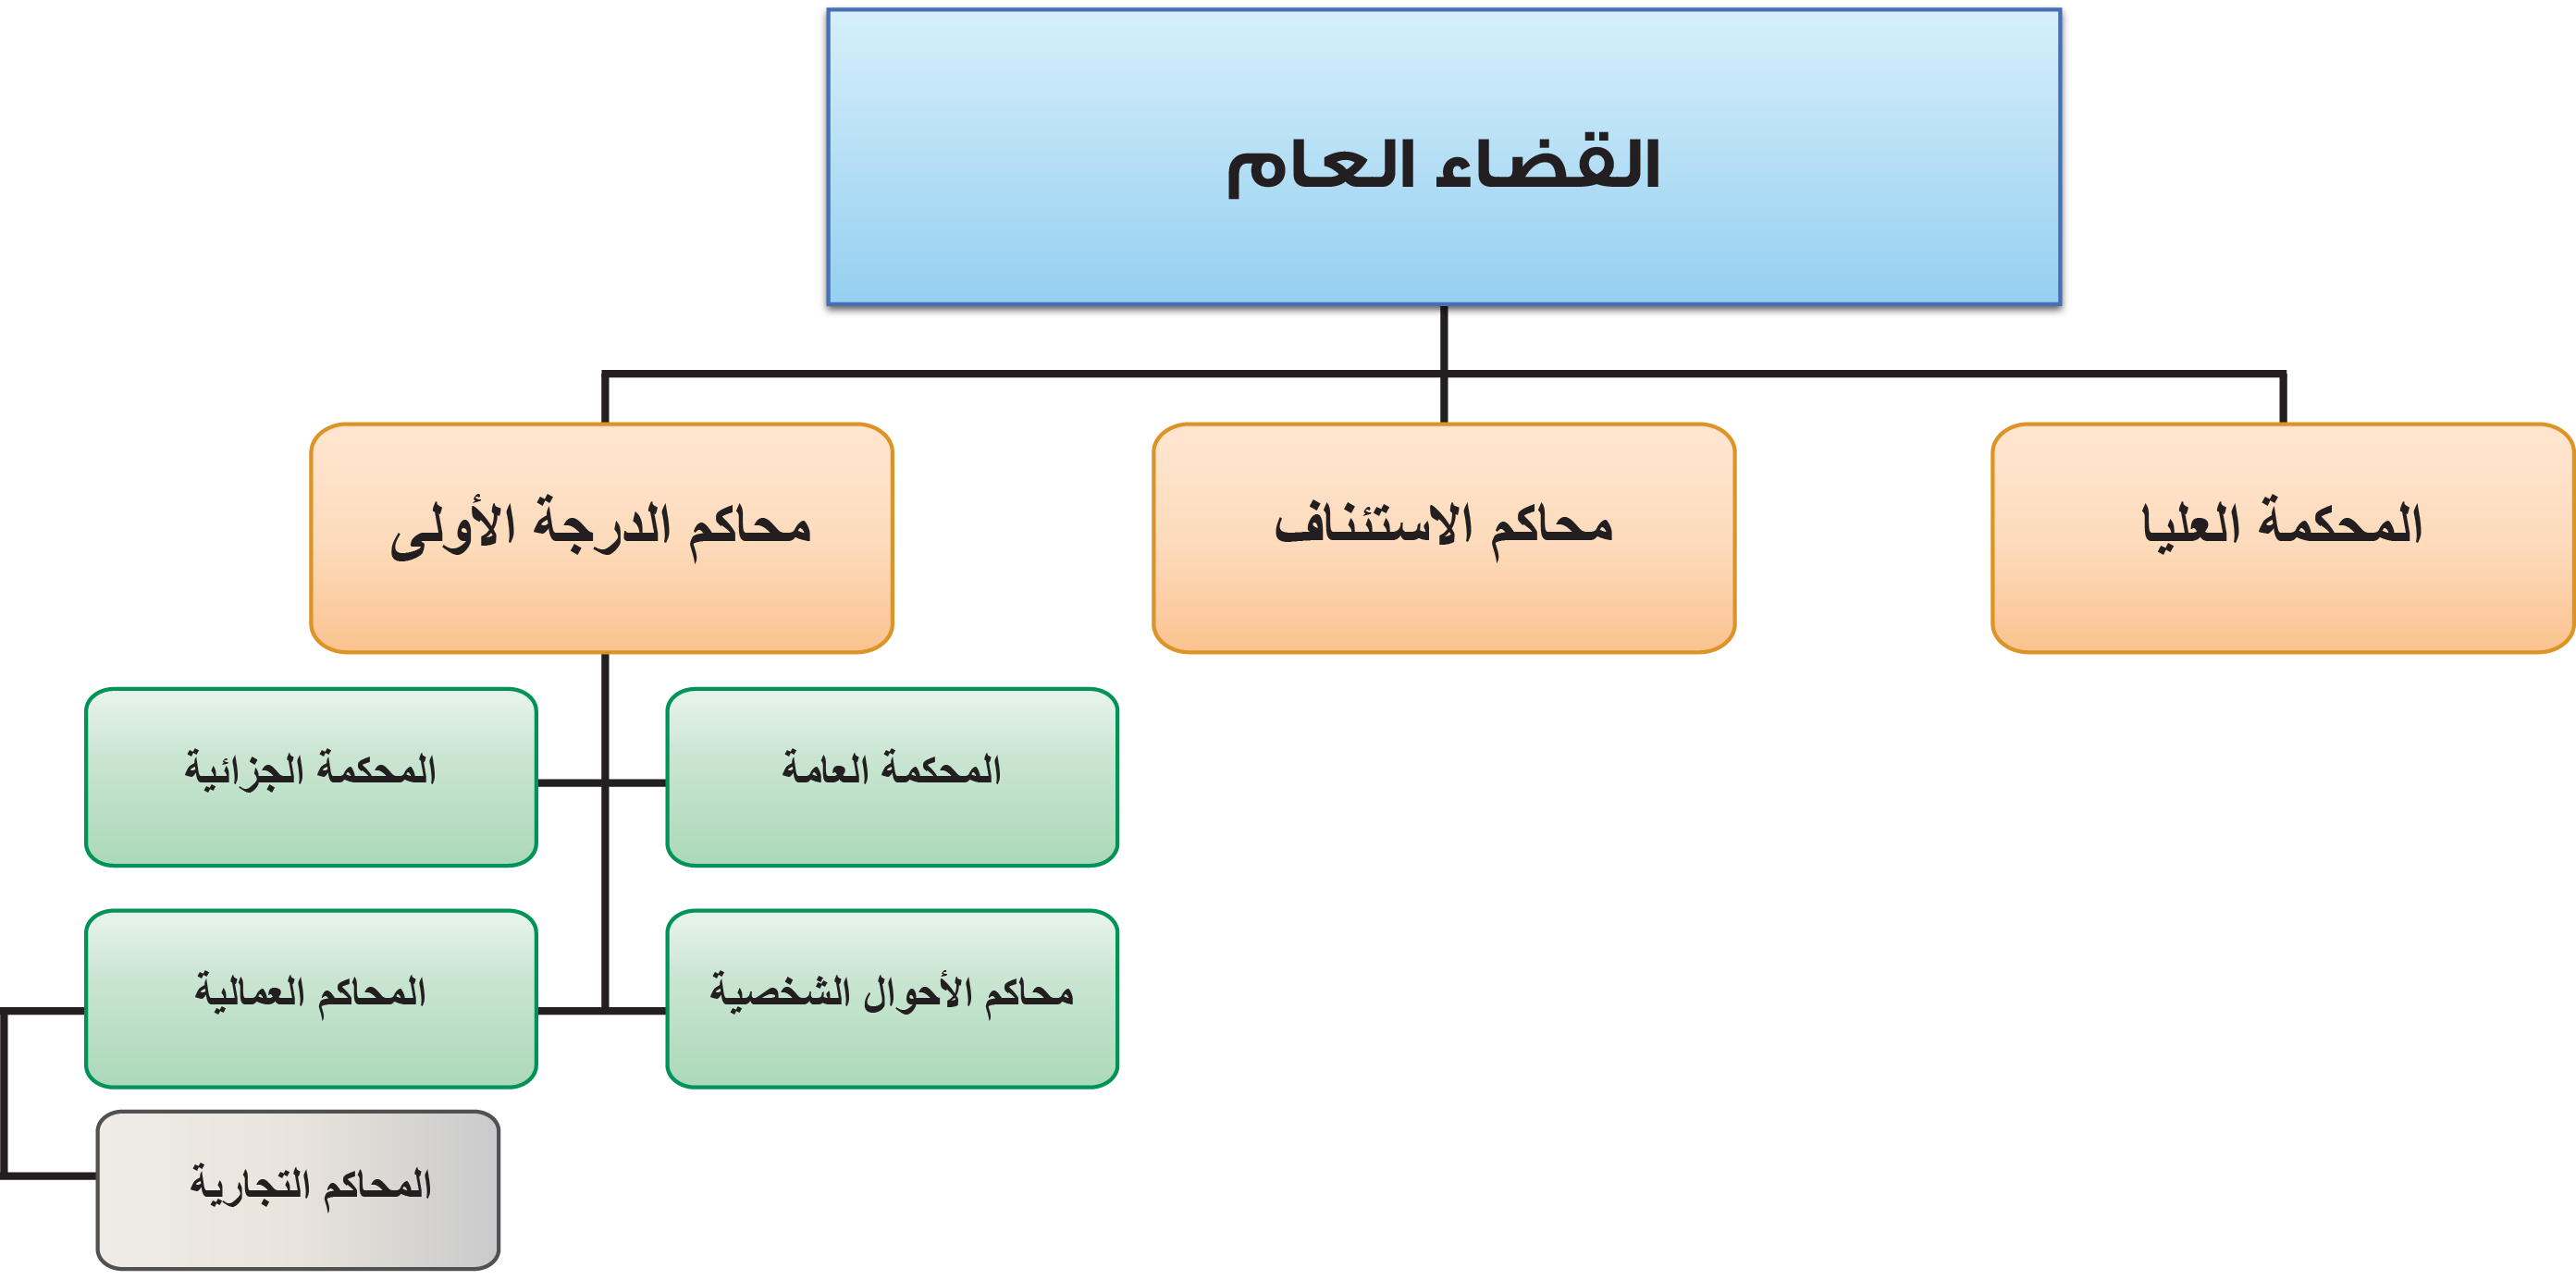 القضاء العام
المحكمة العليا
محاكم الاستئناف
محاكم الدرجة الأولى
المحكمة العامة
المحكمة الجزائية
محاكم الأحوال الشخصية
المحاكم العمالية
المحاكم التجارية